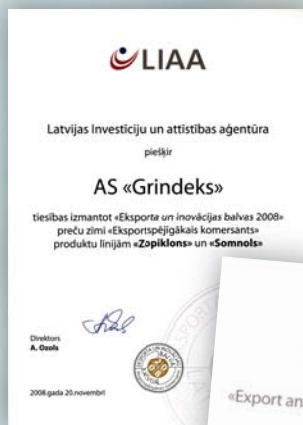 LIAA
Latvijas Investīciju un attīstības aģentūra
piešķir
AS «Grindeks»
tiesības izmantot «Eksporta un inovācijas balvas 2008»
preču zīmi «Eksportspējīgākais komersants»
produktu līnijām «Zopiklons» un «Somnols»
Direktors
A. Ozols
2008.gada 20.novembrī
«Export an